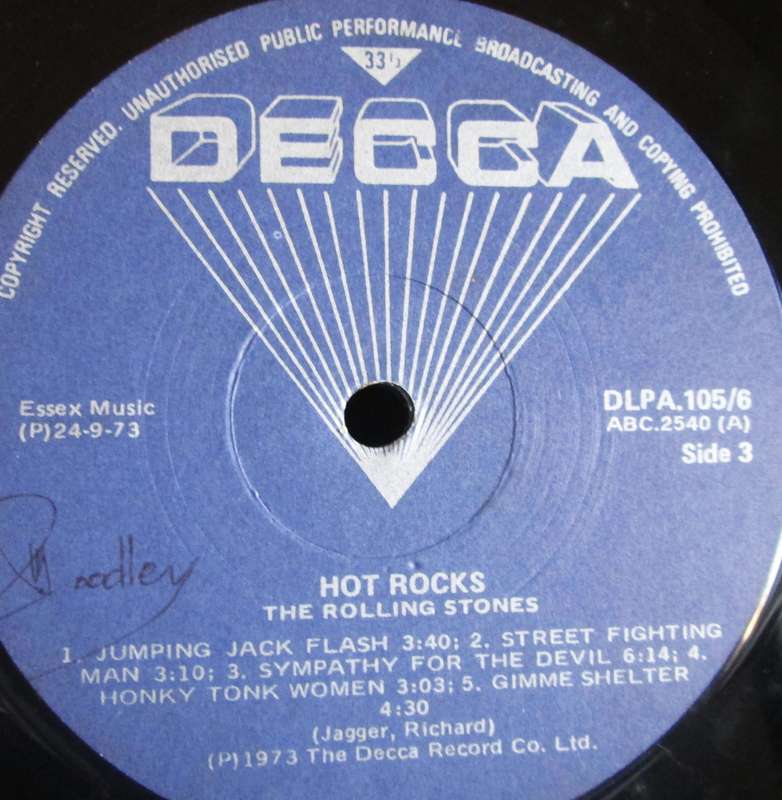 COPYRIGHT RESERVED. UNAUTHORISED PUBLIC PERFORMANCE BROADCASTING AND COPYING PROHIBITED
33⅓
DECCA
Essex Music
(P)24-9-73
DLPA.105/6
ABC.2540 (A)
Side 3
HOT ROCKS
THE ROLLING STONES
1. JUMPING JACK FLASH 3:40; 2. STREET FIGHTING
MAN 3:10; 3. SYMPATHY FOR THE DEVIL 6:14; 4.
HONKY TONK WOMEN 3:03; 5. GIMME SHELTER
4:30
(Jagger, Richard)
(P)1973 The Decca Record Co. Ltd.